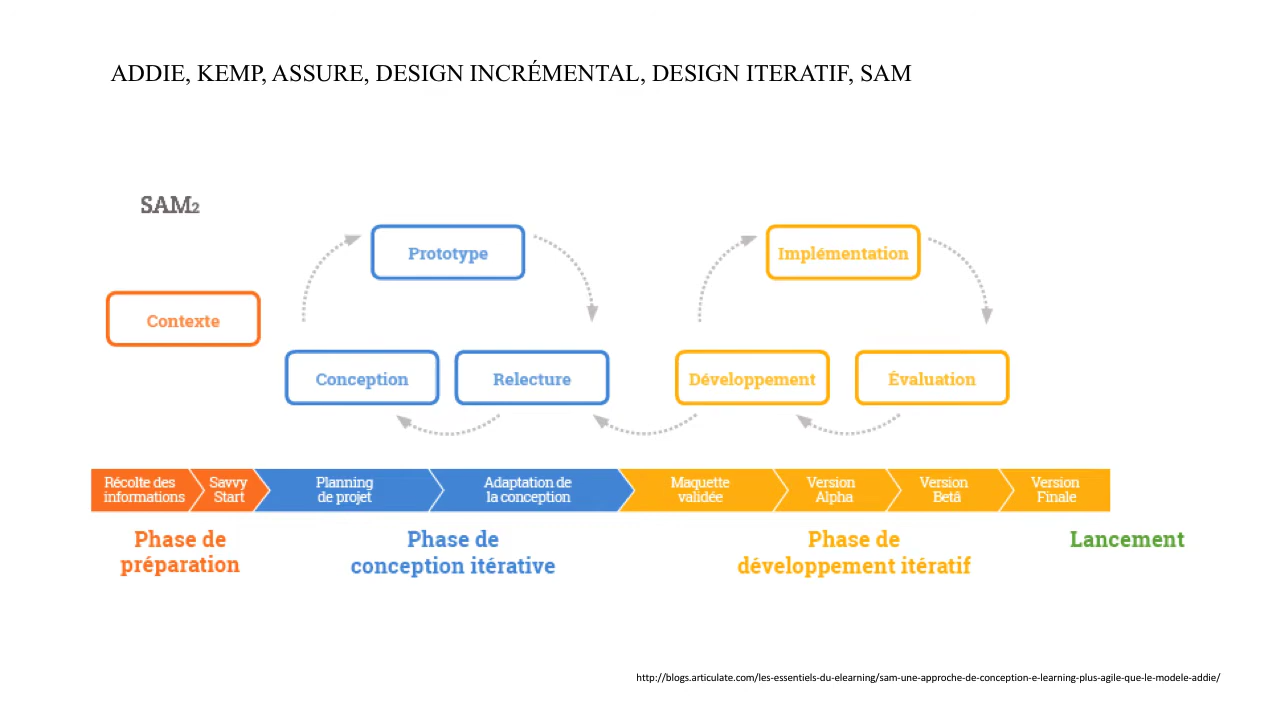 ADDIE, KEMP, ASSURE, DESIGN INCRÉMENTAL, DESIGN ITERATIF, SAM
SAM2
Prototype
Implémentation
Contexte
Conception
Relecture
Développement
Évaluation
Récolte des
informations
Savvy
Start
Planning
de projet
Adaptation de
la conception
Maquette
validée
Version
Alpha
Version
Betâ
Version
Finale
Phase de
préparation
Phase de
conception itérative
Phase de
développement itératif
Lancement
http://blogs.articulate.com/les-essentiels-du-elearning/sam-une-approche-de-conception-e-learning-plus-agile-que-le-modele-addie/